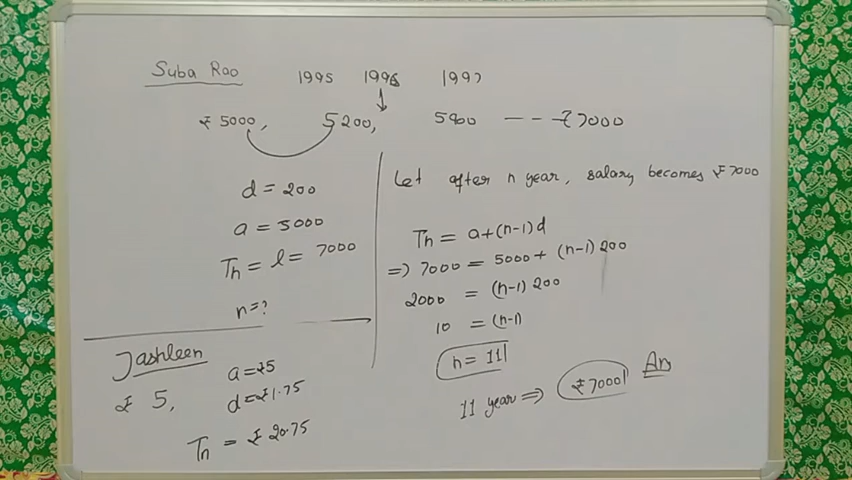 Suba Rao 1995 1996 1997
₹ 5000, 5200, 5400 --- ₹7000
d = 200
a = 5000
Tn = l = 7000
n=?
Let after n year, salary becomes ₹7000
Tn = a+(n-1)d
=> 7000 = 5000 + (n-1) 200
2000 = (n-1) 200
10 = (n-1)
n = 11
11 year => ₹7000 An
Jashleen
₹ 5,
a=₹5
d=₹1.75
Tn = ₹20.75